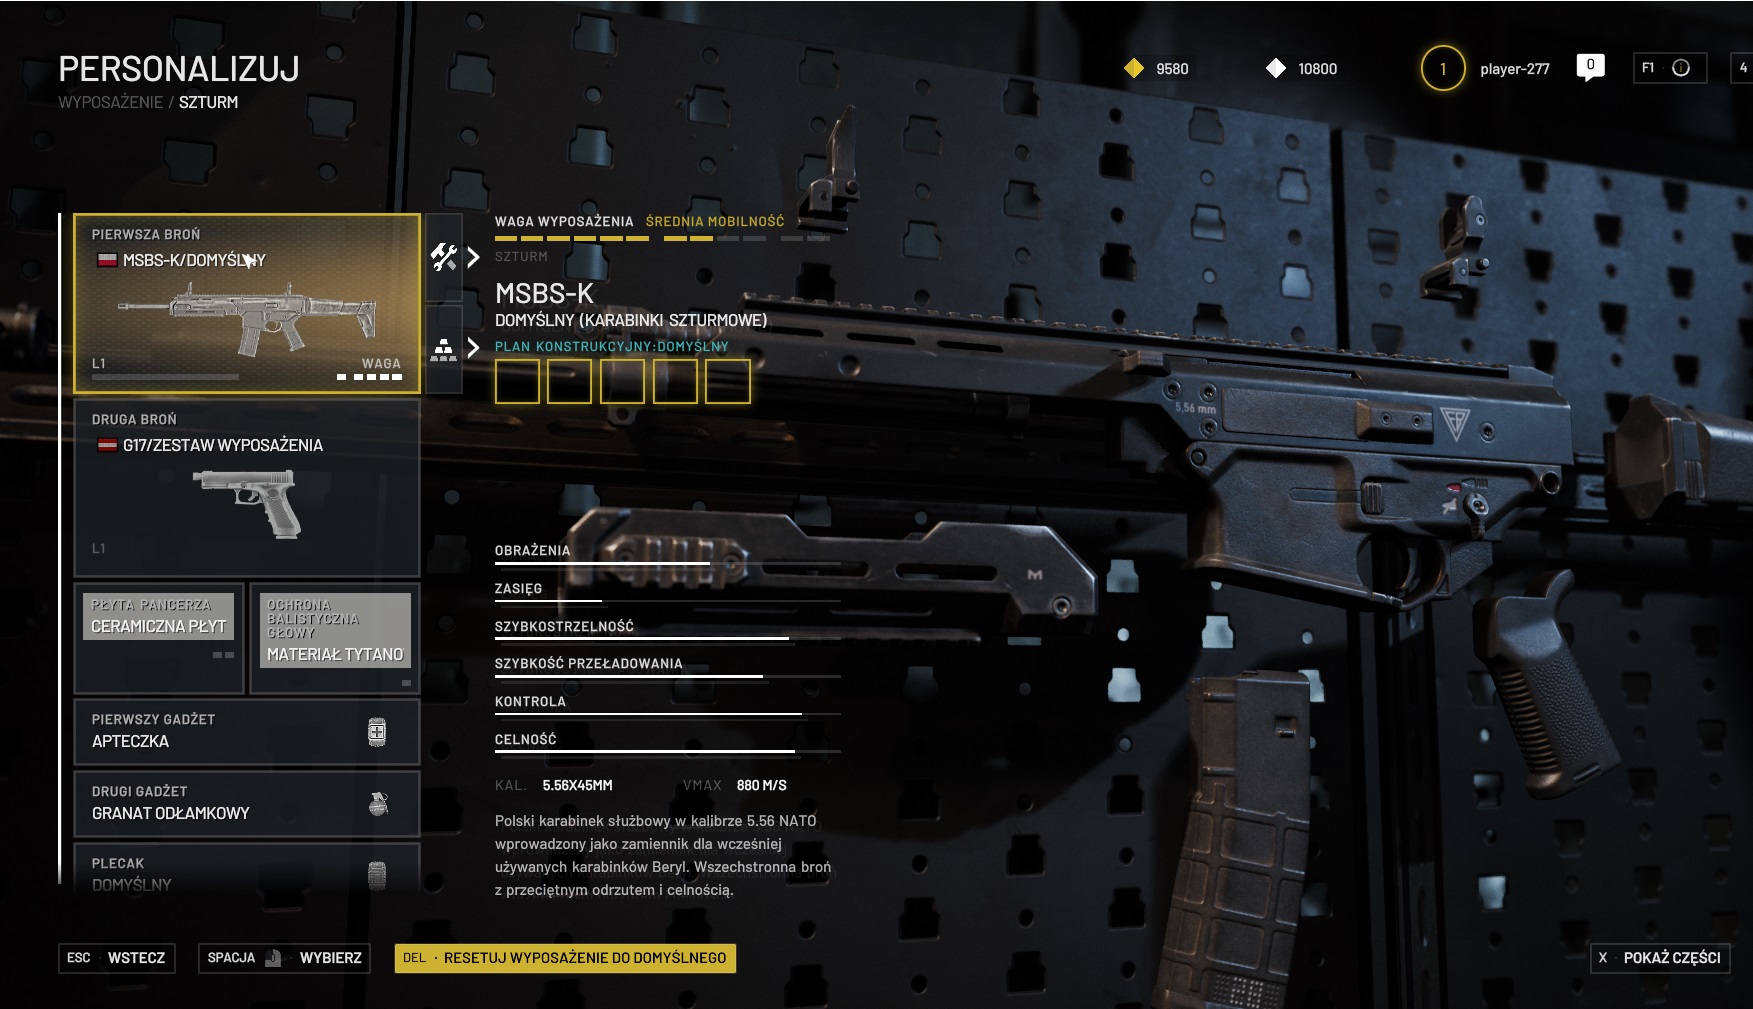 PERSONALIZUJ
WYPOSAŻENIE / SZTURM
9580
10800
1
player-277
0
F1
4
PIERWSZA BROŃ
MSBS-K/DOMYŚLNY
L1
WAGA
DRUGA BROŃ
G17/ZESTAW WYPOSAŻENIA
L1
PŁYTA PANCERZA
CERAMICZNA PŁYT
OCHRONA
BALISTYCZNA
GŁOWY
MATERIAŁ TYTANO
PIERWSZY GADŻET
APTECZKA
DRUGI GADŻET
GRANAT ODŁAMKOWY
PLECAK
DOMYŚLNY
WAGA WYPOSAŻENIA ŚREDNIA MOBILNOŚĆ
SZTURM
MSBS-K
DOMYŚLNY (KARABINKI SZTURMOWE)
PLAN KONSTRUKCYJNY:DOMYŚLNY
OBRAŻENIA
ZASIĘG
SZYBKOSTRZELNOŚĆ
SZYBKOŚĆ PRZEŁADOWANIA
KONTROLA
CELNOŚĆ
KAL. 5.56X45MM VMAX 880 M/S
Polski karabinek służbowy w kalibrze 5.56 NATO
wprowadzony jako zamiennik dla wcześniej
używanych karabinków Beryl. Wszechstronna broń
z przeciętnym odrzutem i celnością.
5,56 mm
M
ESC · WSTECZ
SPACJA · WYBIERZ
DEL · RESETUJ WYPOSAŻENIE DO DOMYŚLNEGO
X · POKAŻ CZĘŚCI